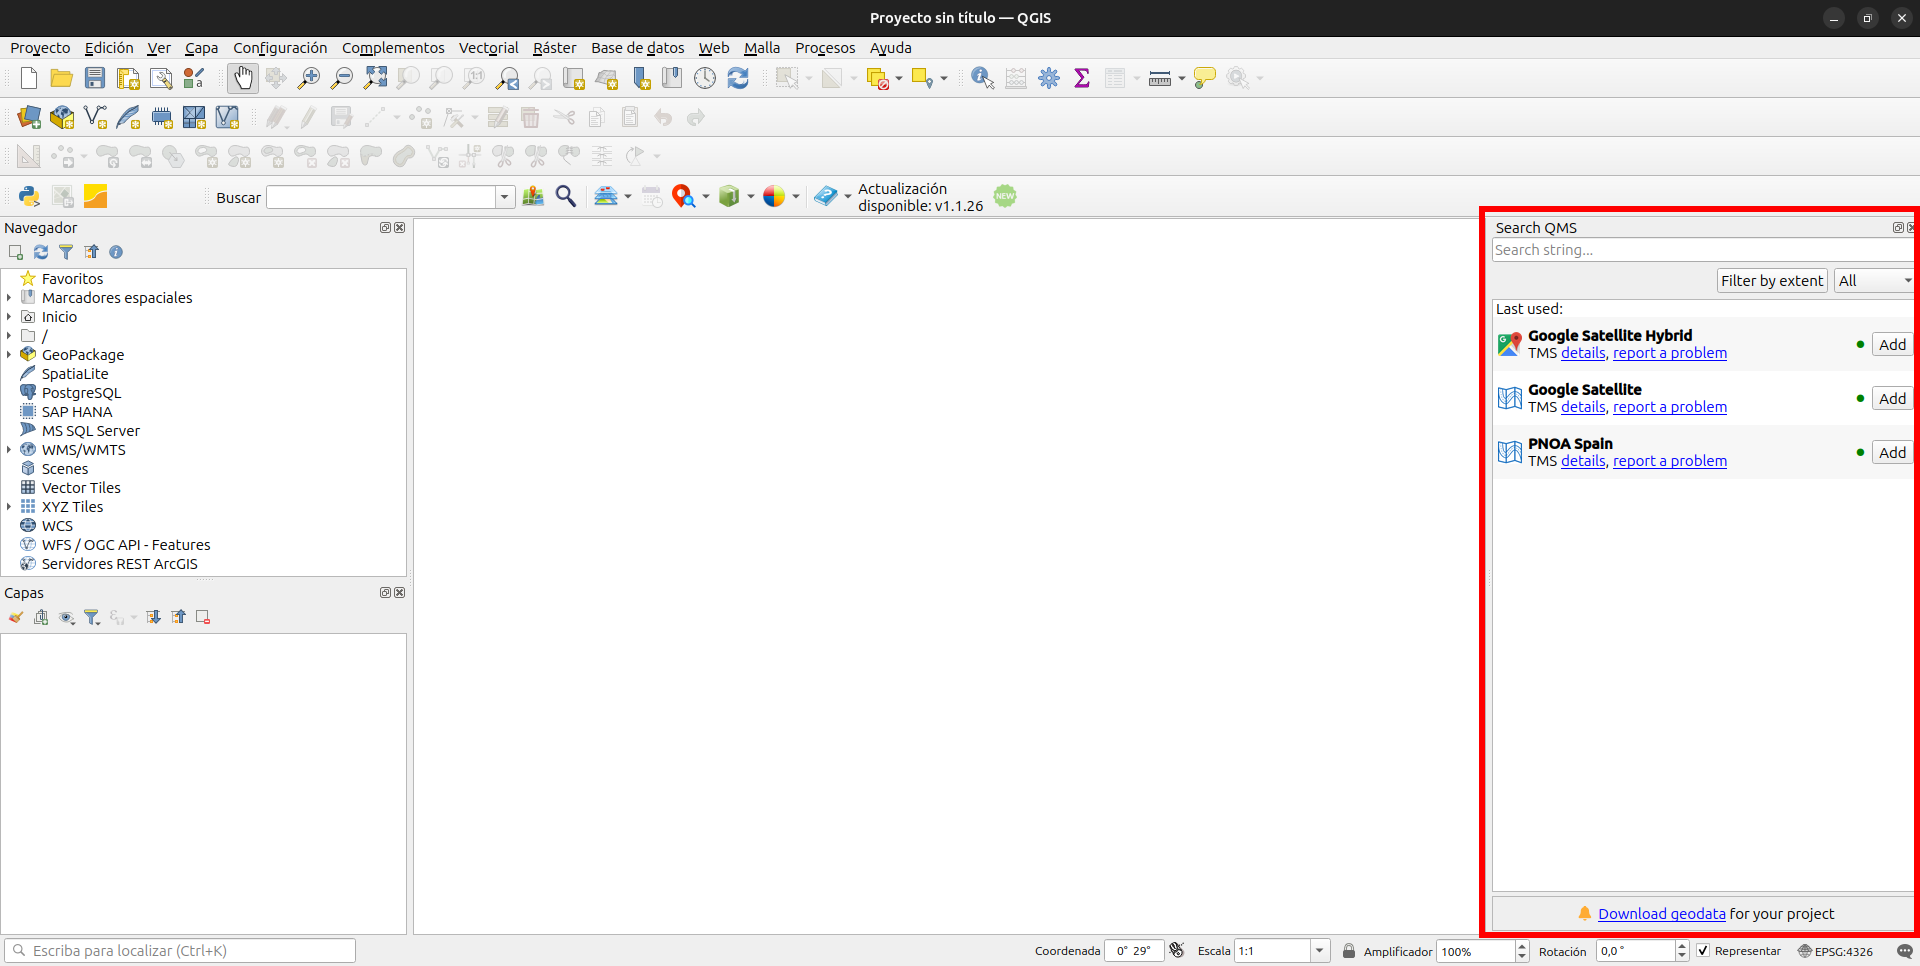 Proyecto sin título — QGIS
Proyecto Edición Ver Capa Configuración Complementos Vectorial Ráster Base de datos Web Malla Procesos Ayuda
Buscar
Actualización
disponible: v1.1.26
NEW
Navegador
Favoritos
Marcadores espaciales
Inicio
/
GeoPackage
SpatiaLite
PostgreSQL
SAP HANA
MS SQL Server
WMS/WMTS
Scenes
Vector Tiles
XYZ Tiles
WCS
WFS / OGC API - Features
Servidores REST ArcGIS
Capas
Search QMS
Search string...
Filter by extent All
Last used:
Google Satellite Hybrid
TMS details, report a problem
Add
Google Satellite
TMS details, report a problem
Add
PNOA Spain
TMS details, report a problem
Add
Download geodata for your project
Escriba para localizar (Ctrl+K)
Coordenada 0° 29° Escala 1:1 Amplificador 100% Rotación 0,0 ° Representar EPSG:4326